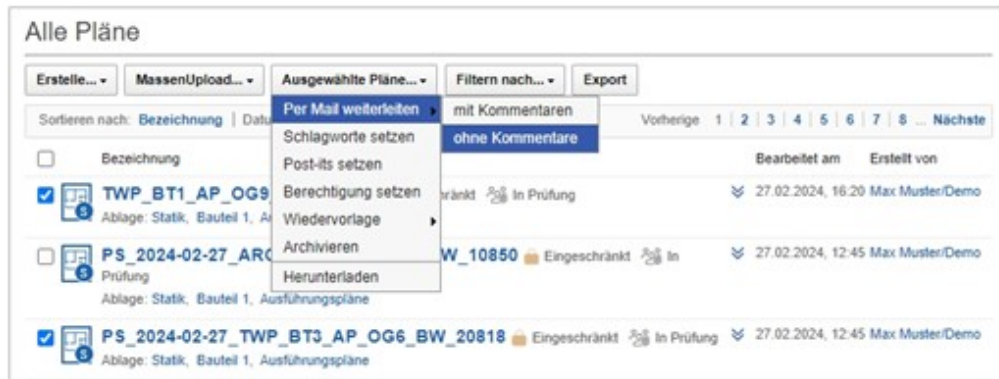 Alle Pläne
Erstelle... MassenUpload... Ausgewählte Pläne... Filtern nach... Export
Per Mail weiterleiten
Schlagworte setzen
Post-its setzen
Berechtigung setzen
Wiedervorlage
Archivieren
Herunterladen
mit Kommentaren
ohne Kommentare
Sortieren nach: Bezeichnung | Vorherige 1 | 2 | 3 | 4 | 5 | 6 | 7 | 8 ... Nächste
Bezeichnung Bearbeitet am Erstellt von
TWP_BT1_AP_OG9 In Prüfung 27.02.2024, 16:20 Max Muster/Demo
Ablage: Statik, Bauteil 1,
PS_2024-02-27_ W_10850 Eingeschränkt In 27.02.2024, 12:45 Max Muster/Demo
Prüfung
Ablage: Statik, Bauteil 1, Ausführungspläne
PS_2024-02-27_TWP_BT3_AP_OG6_BW_20818 Eingeschränkt In Prüfung 27.02.2024, 12:45 Max Muster/Demo
Ablage: Statik, Bauteil 1, Ausführungspläne